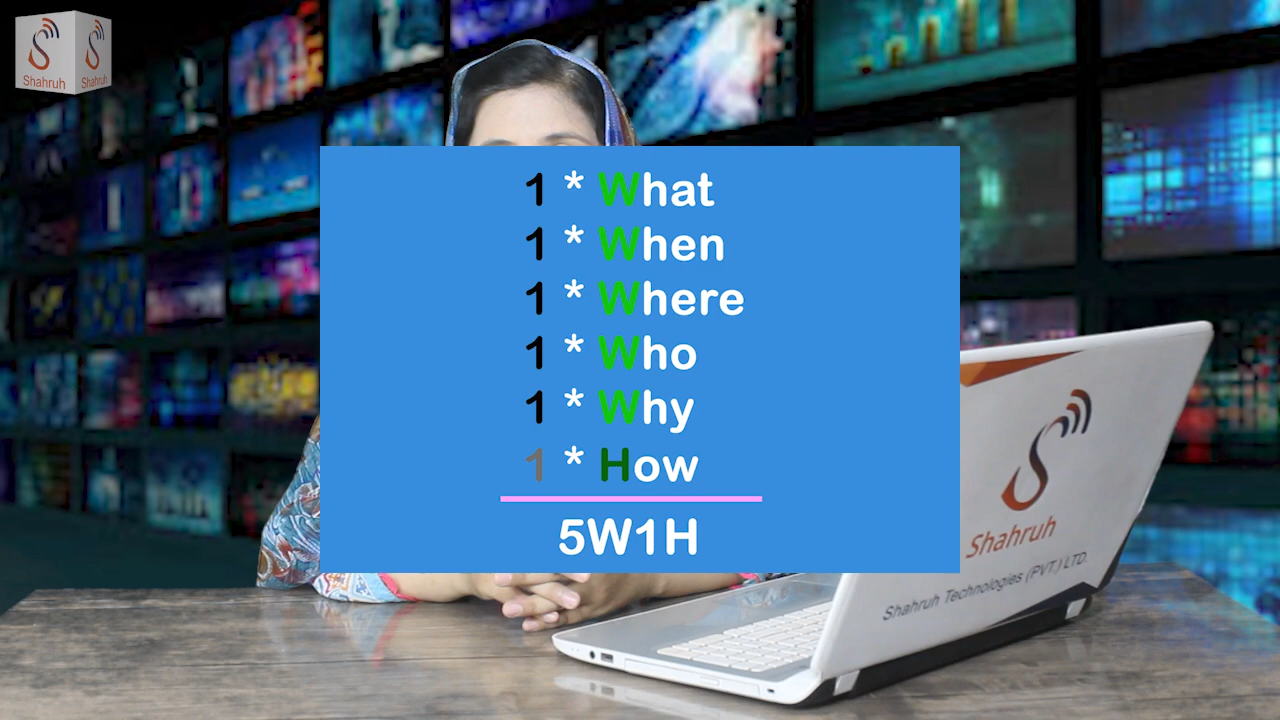 Shahruh Shahruh
1 * What
1 * When
1 * Where
1 * Who
1 * Why
1 * How
5W1H
Shahruh
Shahruh Technologies (PVT.) LTD.